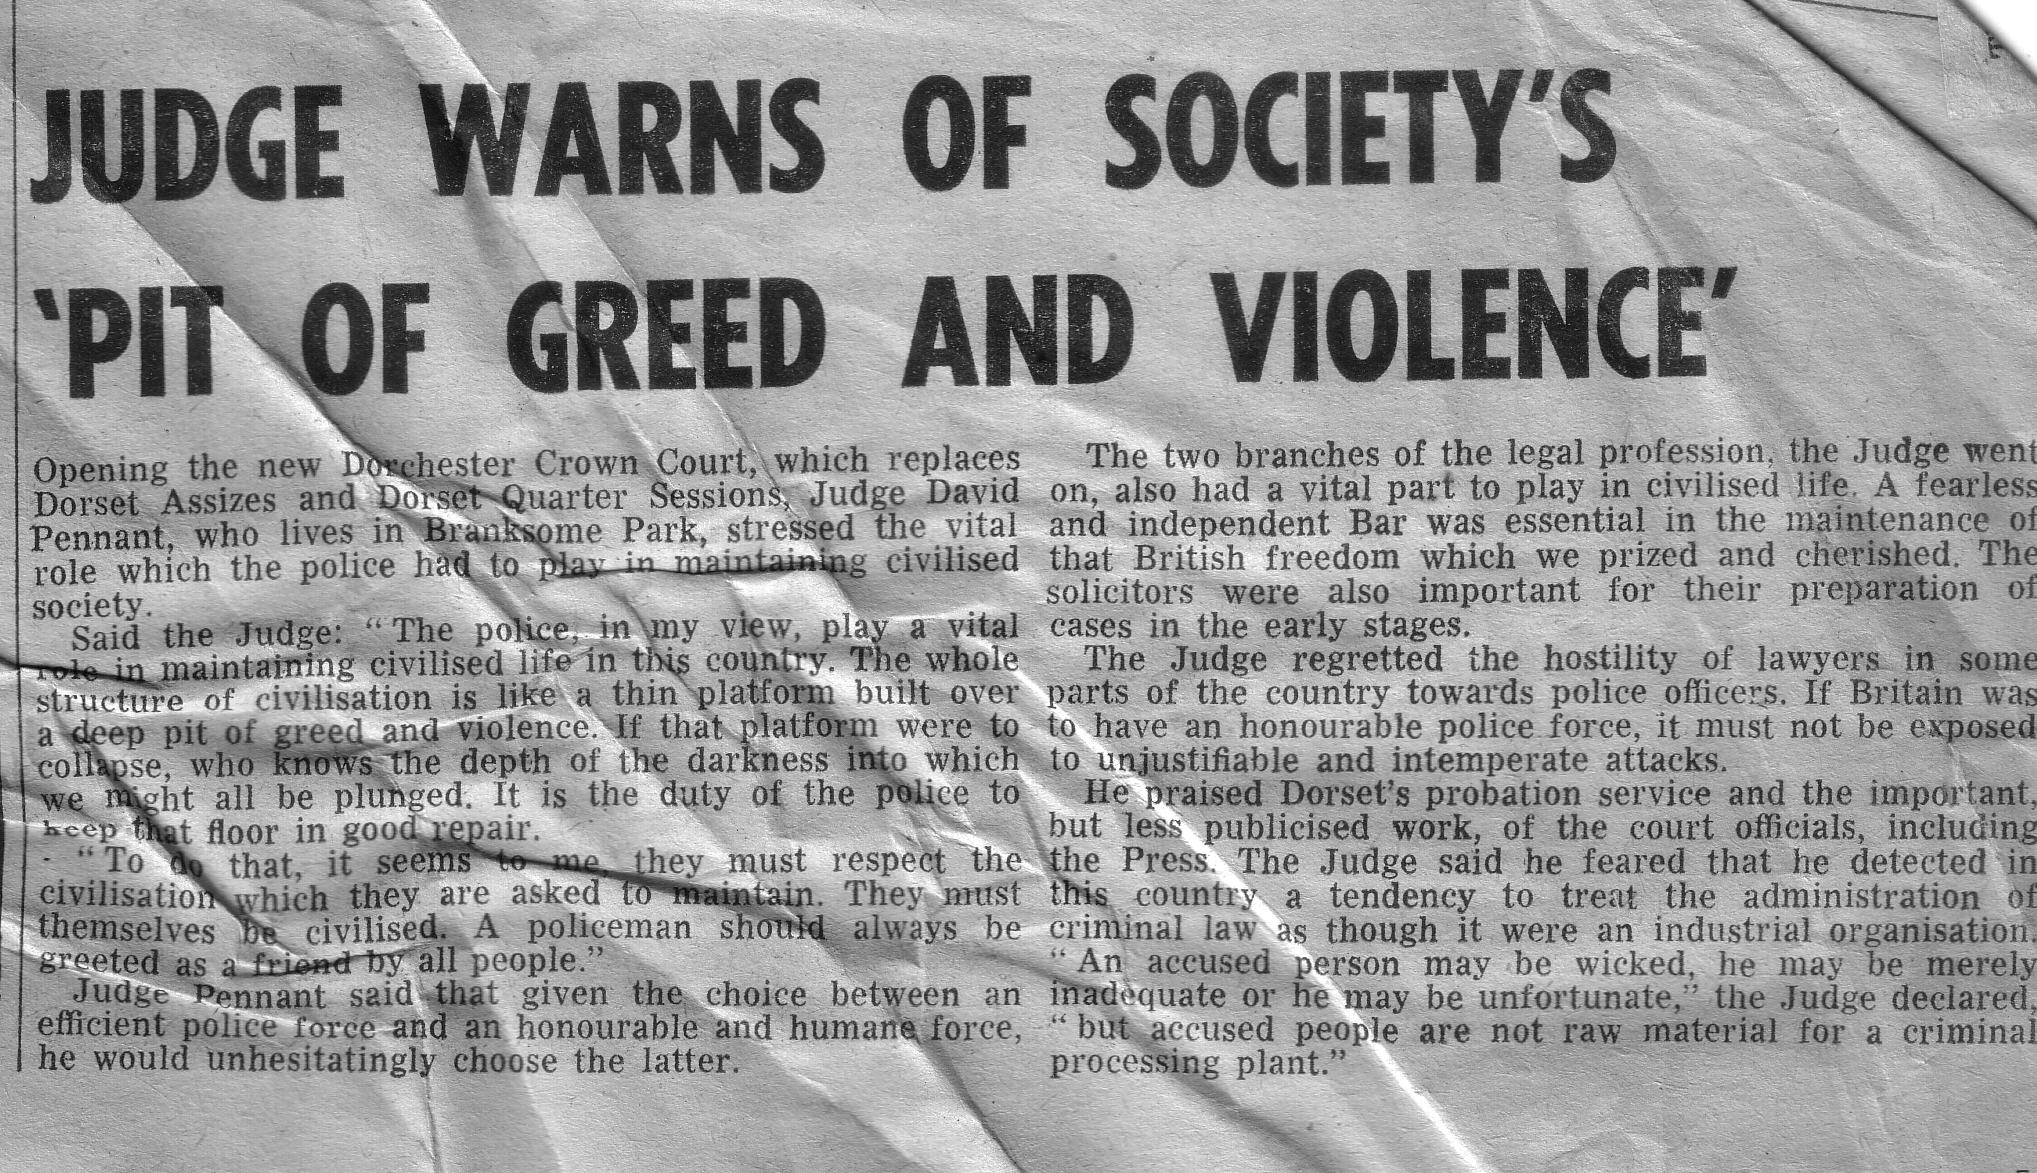 JUDGE WARNS OF SOCIETY'S
'PIT OF GREED AND VIOLENCE'
Opening the new Dorchester Crown Court, which replaces
Dorset Assizes and Dorset Quarter Sessions, Judge David
Pennant, who lives in Branksome Park, stressed the vital
role which the police had to play in maintaining civilised
society.
Said the Judge: "The police, in my view, play a vital
role in maintaining civilised life in this country. The whole
structure of civilisation is like a thin platform built over
a deep pit of greed and violence. If that platform were to
collapse, who knows the depth of the darkness into which
we might all be plunged. It is the duty of the police to
keep that floor in good repair.
"To do that, it seems to me, they must respect the
civilisation which they are asked to maintain. They must
themselves be civilised. A policeman should always be
greeted as a friend by all people."
Judge Pennant said that given the choice between an
efficient police force and an honourable and humane force,
he would unhesitatingly choose the latter.
The two branches of the legal profession, the Judge went
on, also had a vital part to play in civilised life. A fearless
and independent Bar was essential in the maintenance of
that British freedom which we prized and cherished. The
solicitors were also important for their preparation of
cases in the early stages.
The Judge regretted the hostility of lawyers in some
parts of the country towards police officers. If Britain was
to have an honourable police force, it must not be exposed
to unjustifiable and intemperate attacks.
He praised Dorset's probation service and the important,
but less publicised work, of the court officials, including
the Press. The Judge said he feared that he detected in
this country a tendency to treat the administration of
criminal law as though it were an industrial organisation.
"An accused person may be wicked, he may be merely
inadequate or he may be unfortunate," the Judge declared,
"but accused people are not raw material for a criminal
processing plant."